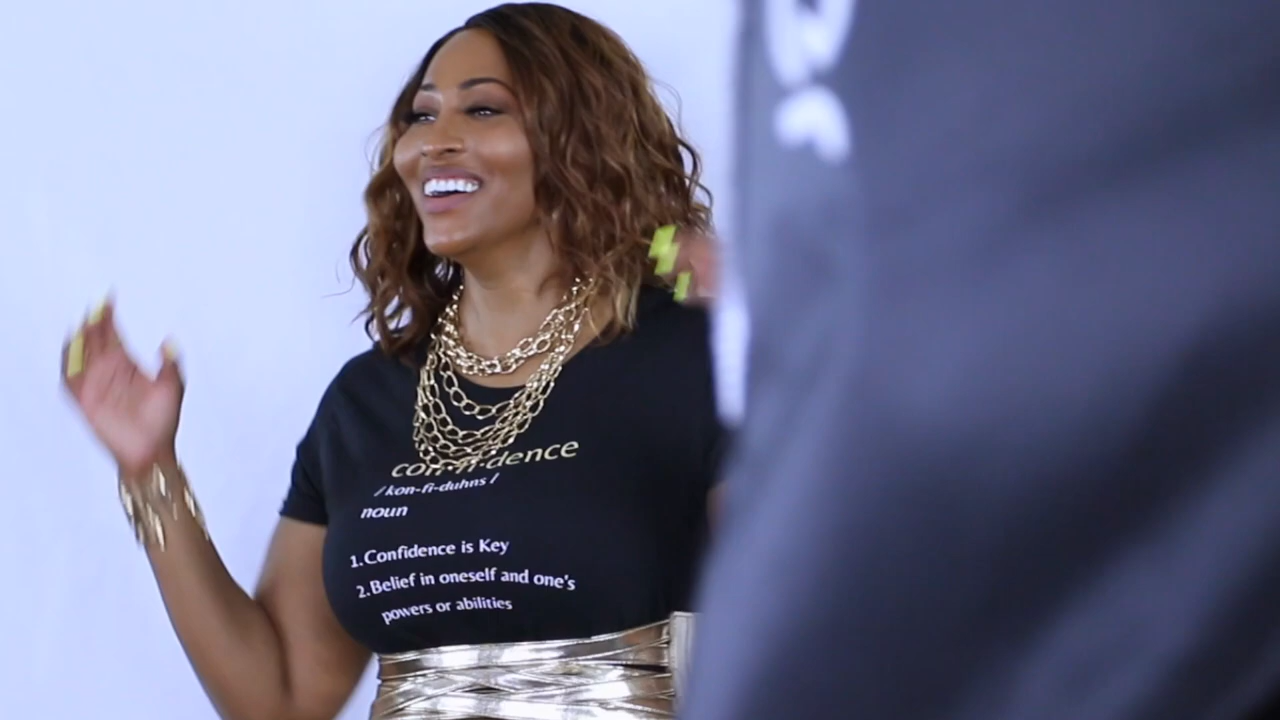 con·fi·dence
/ kon-fi-duhns /
noun
1. Confidence is Key
2. Belief in oneself and one's
powers or abilities